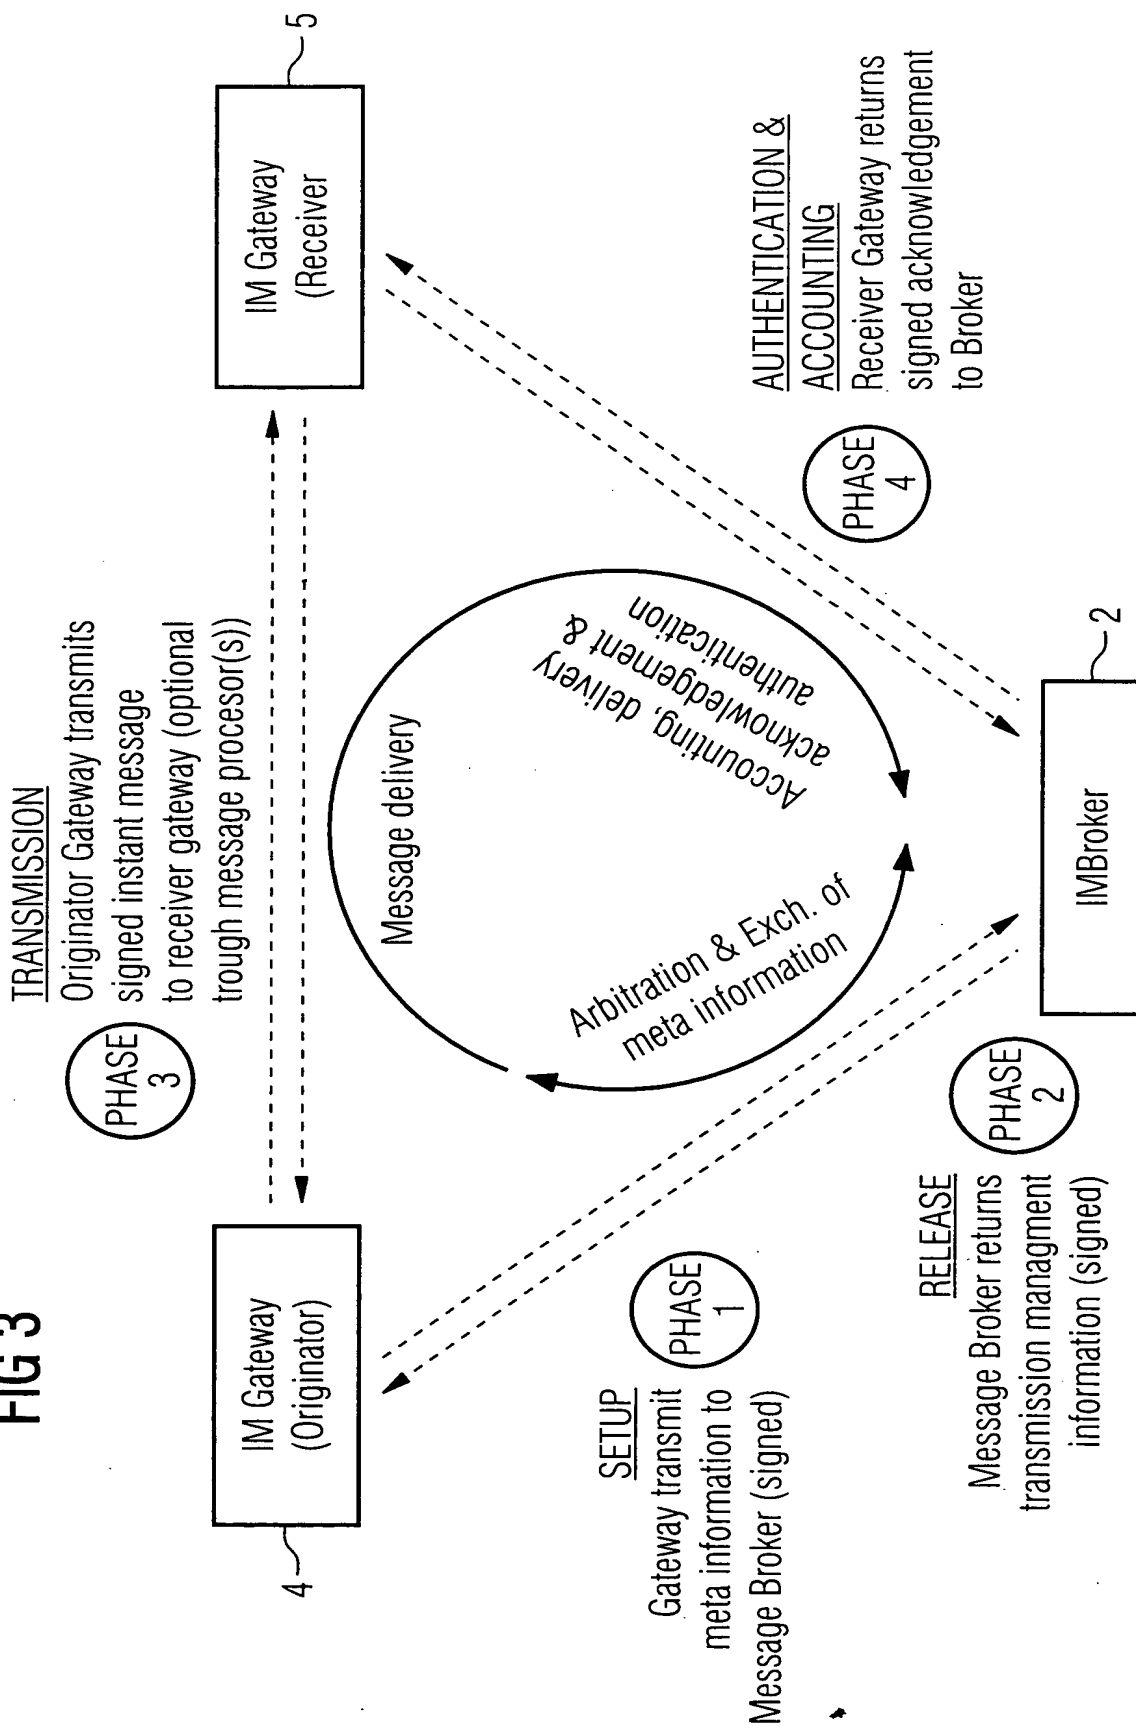 FIG 3
TRANSMISSION
Originator Gateway transmits
signed instant message
to receiver gateway (optional
trough message procesor(s))
PHASE
3
IM Gateway
(Originator)
4
IM Gateway
(Receiver
5
Message delivery
Arbitration & Exch. of
meta information
Accounting, delivery
acknowledgement &
authentication
SETUP
Gateway transmit
meta information to
Message Broker (signed)
PHASE
1
RELEASE
Message Broker returns
transmission managment
information (signed)
PHASE
2
IMBroker
2
PHASE
4
AUTHENTICATION &
ACCOUNTING
Receiver Gateway returns
signed acknowledgement
to Broker